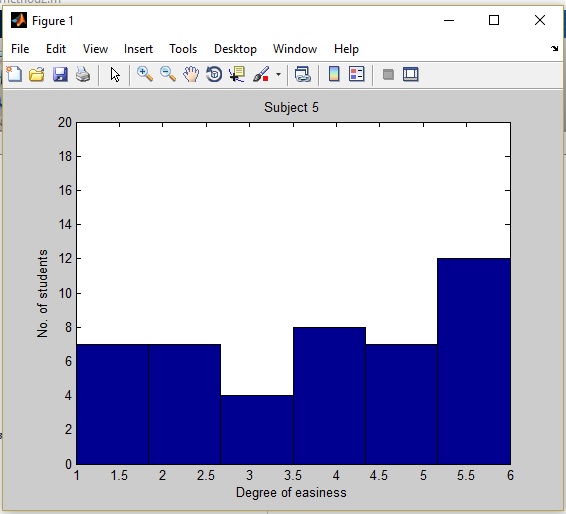 Figure 1
File Edit View Insert Tools Desktop Window Help
Subject 5
20
18
16
14
12
10
8
6
4
2
0
No. of students
1 1.5 2 2.5 3 3.5 4 4.5 5 5.5 6
Degree of easiness